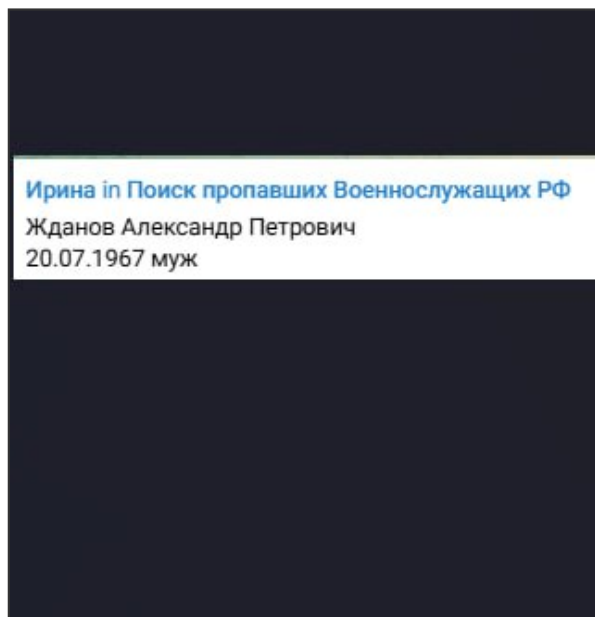 Ирина in Поиск пропавших Военнослужащих РФ
Жданов Александр Петрович
20.07.1967 муж